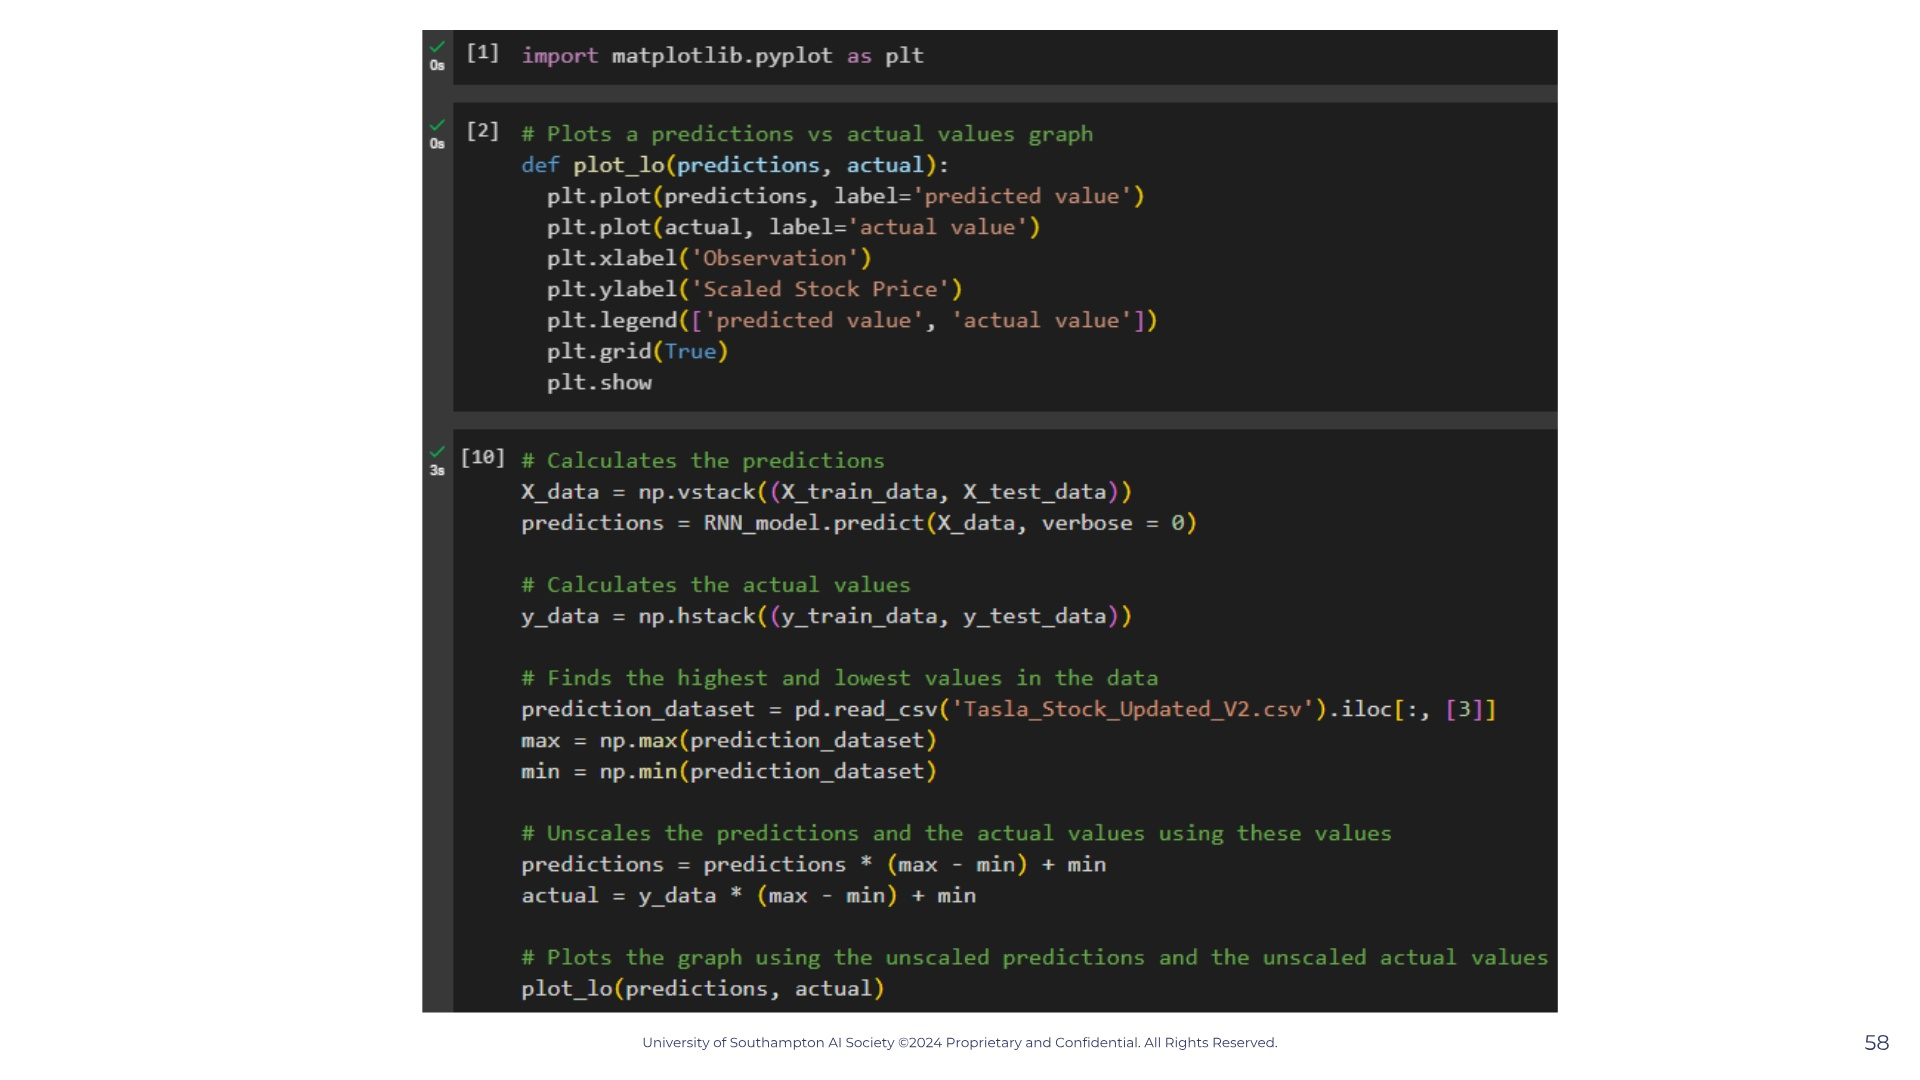 [1] import matplotlib.pyplot as plt
0s
[2] # Plots a predictions vs actual values graph
0s
def plot_lo(predictions, actual):
  plt.plot(predictions, label='predicted value')
  plt.plot(actual, label='actual value')
  plt.xlabel('Observation')
  plt.ylabel('Scaled Stock Price')
  plt.legend(['predicted value', 'actual value'])
  plt.grid(True)
  plt.show
[10] # Calculates the predictions
3s
X_data = np.vstack((X_train_data, X_test_data))
predictions = RNN_model.predict(X_data, verbose = 0)
# Calculates the actual values
y_data = np.hstack((y_train_data, y_test_data))
# Finds the highest and lowest values in the data
prediction_dataset = pd.read_csv('Tasla_Stock_Updated_V2.csv').iloc[:, [3]]
max = np.max(prediction_dataset)
min = np.min(prediction_dataset)
# Unscales the predictions and the actual values using these values
predictions = predictions * (max - min) + min
actual = y_data * (max - min) + min
# Plots the graph using the unscaled predictions and the unscaled actual values
plot_lo(predictions, actual)
University of Southampton AI Society ©2024 Proprietary and Confidential. All Rights Reserved.
58